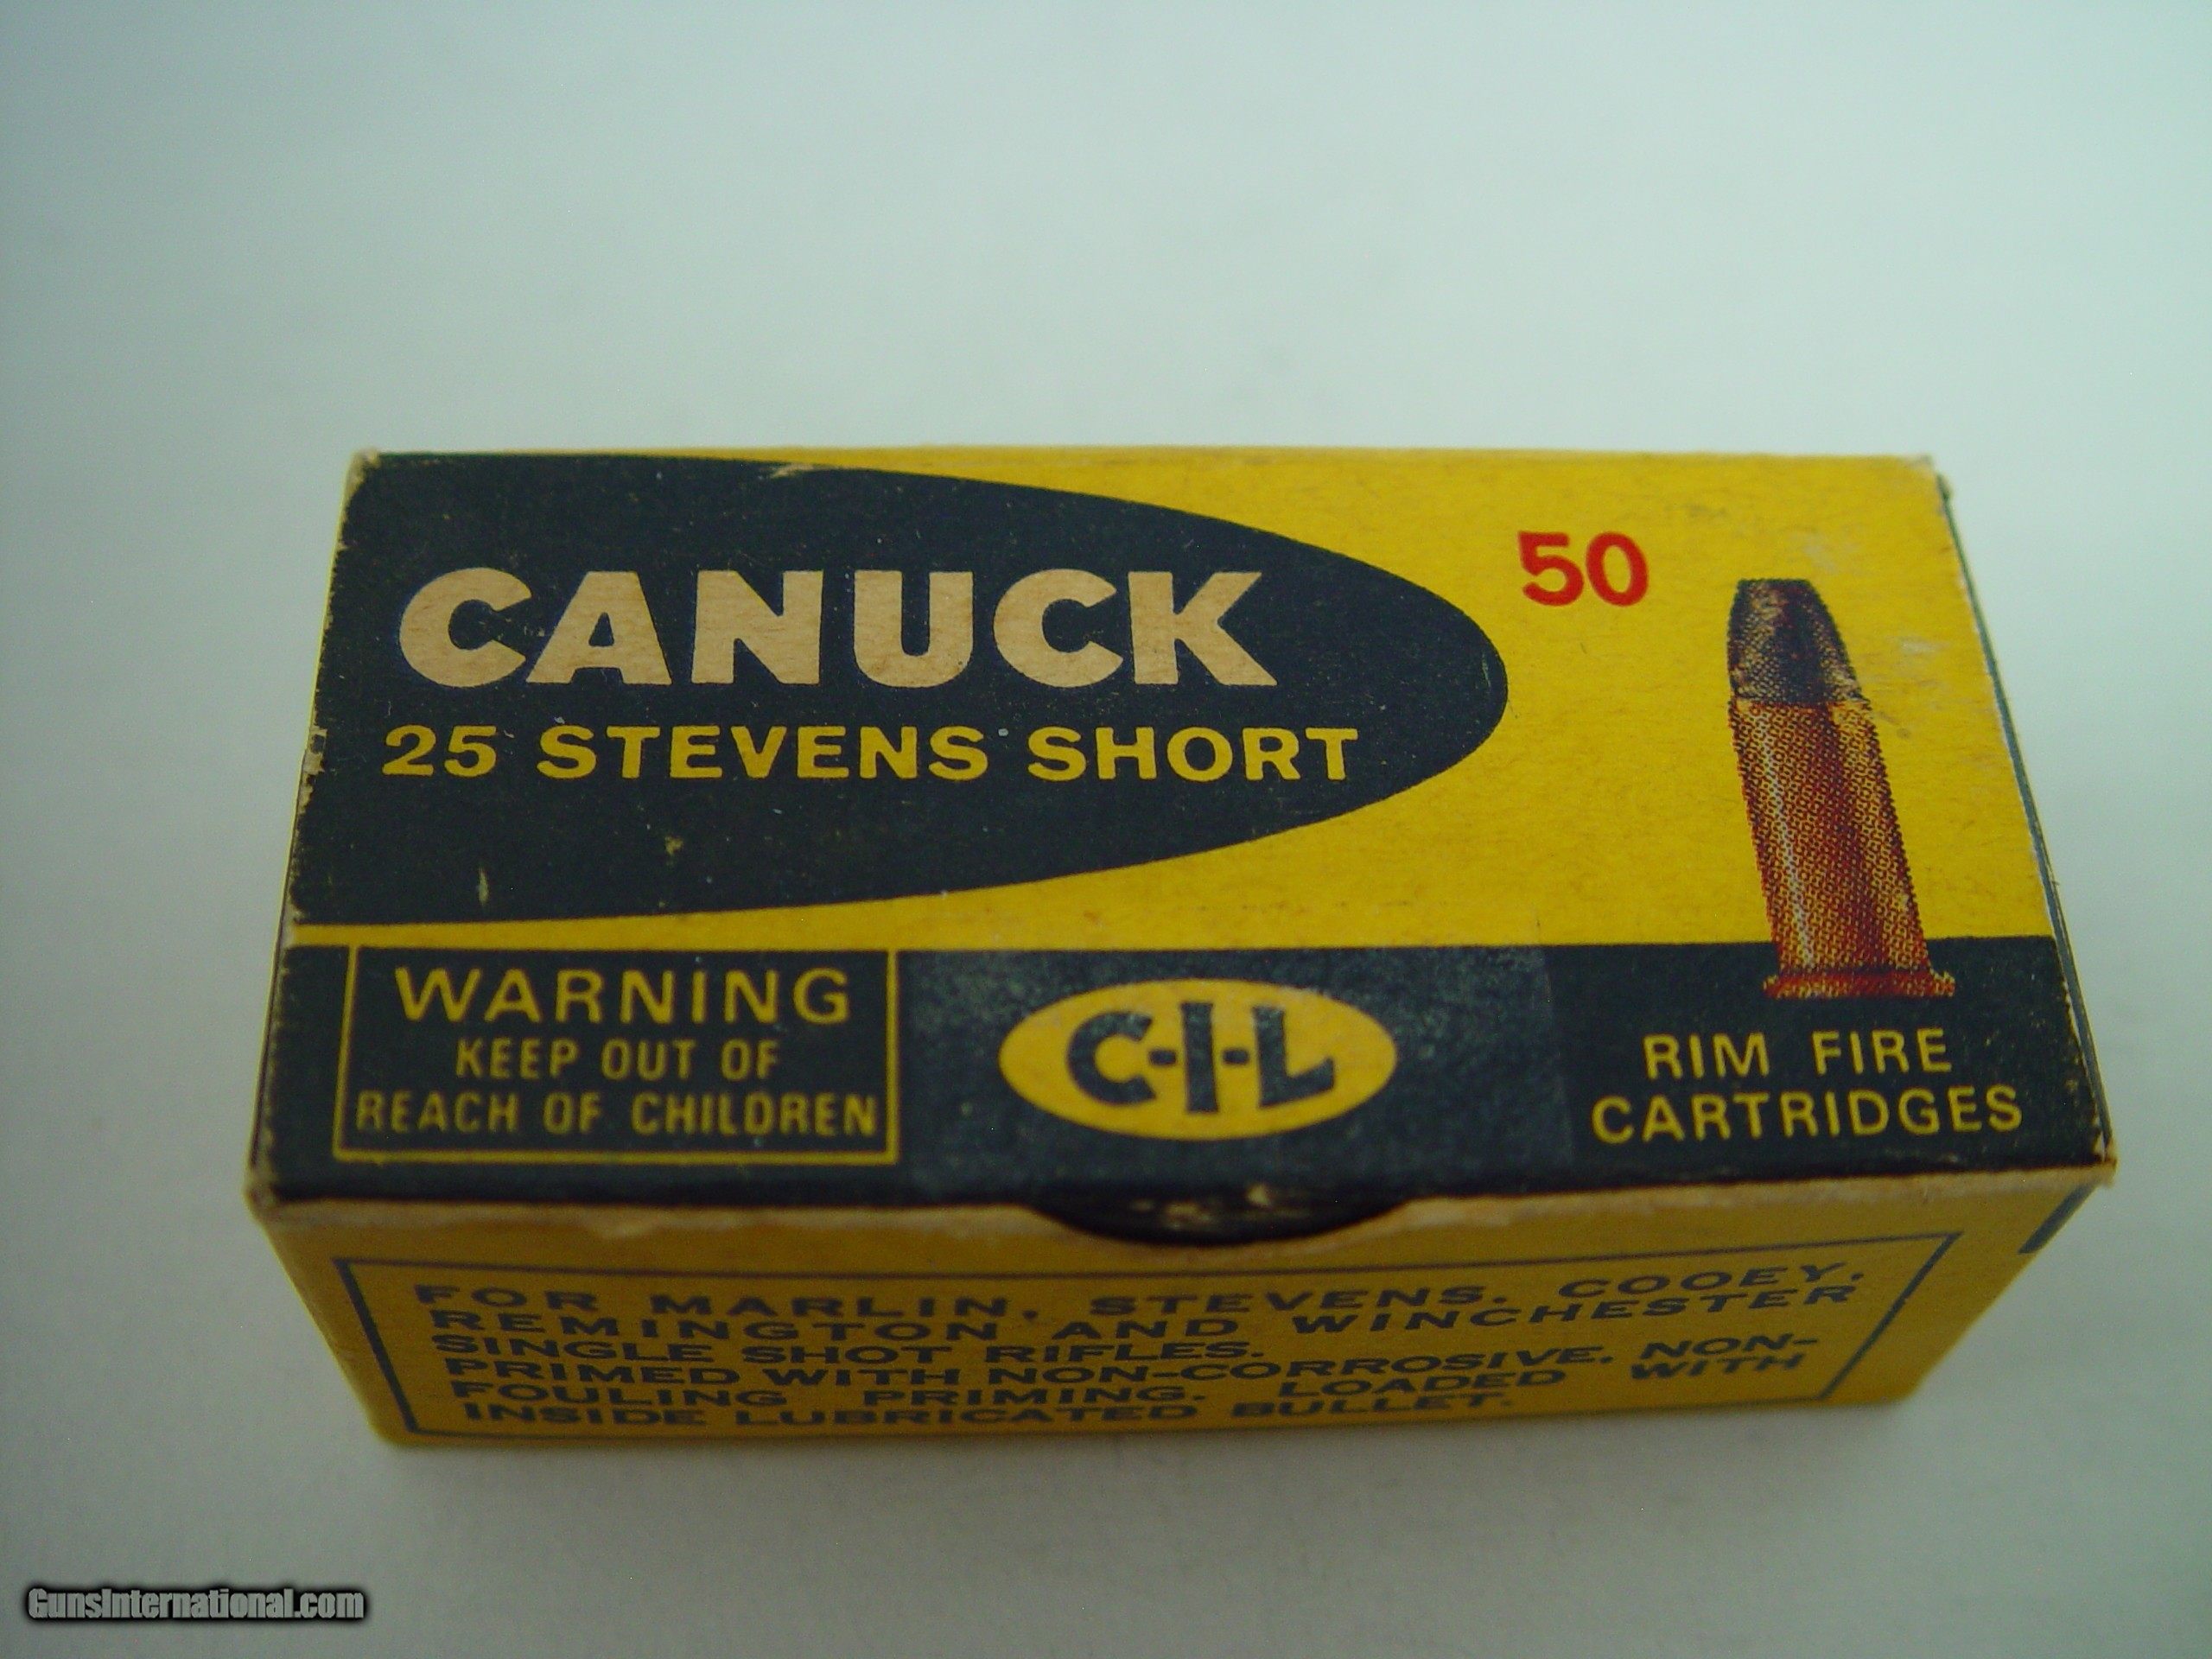 CANUCK
25 STEVENS SHORT
50
WARNING
KEEP OUT OF
REACH OF CHILDREN
C-I-L
RIM FIRE
CARTRIDGES
FOR MARLIN, STEVENS, COOEY,
REMINGTON AND WINCHESTER
SINGLE SHOT RIFLES.
PRIMED WITH NON-CORROSIVE, NON-
FOULING PRIMING. LOADED WITH
INSIDE LUBRICATED BULLET.
GunsInternational.com